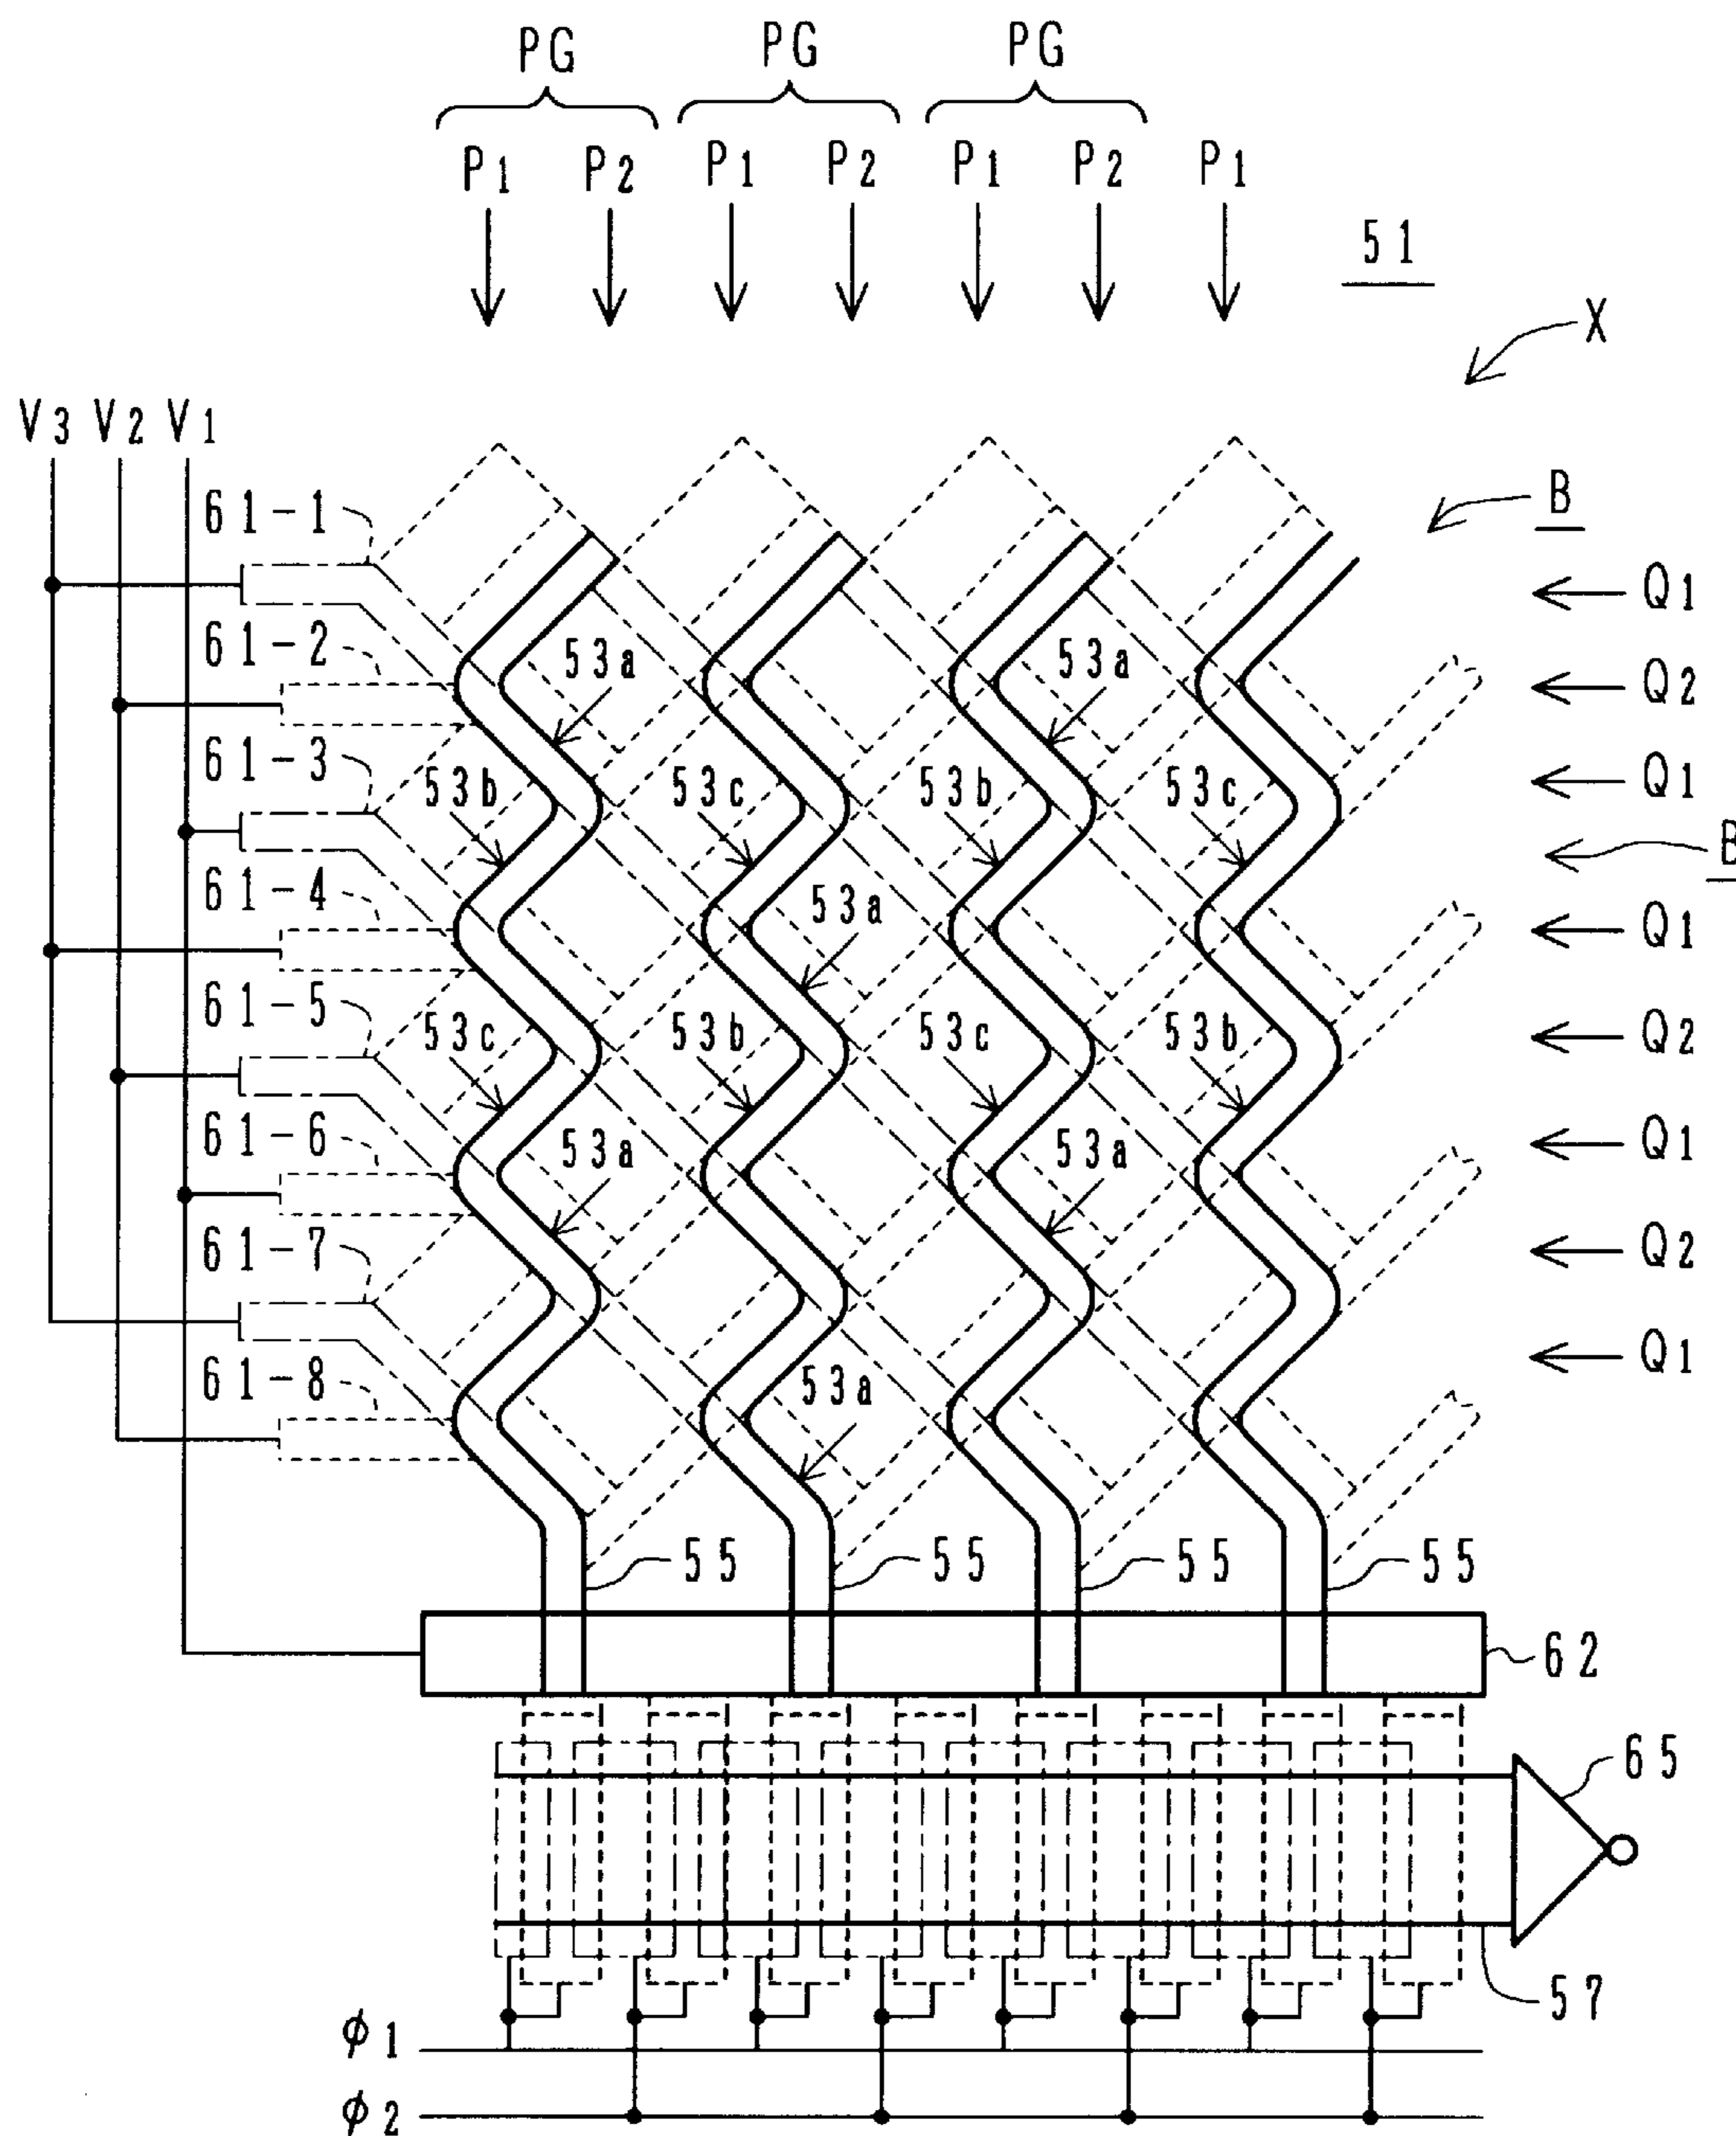 PG PG PG
P1 P2 P1 P2 P1 P2 P1
51
X
V3 V2 V1
B
61-1
Q1
61-2 53a 53a
Q2
61-3
Q1
53b 53c 53b 53c
B
61-4
53a
Q1
61-5
53c 53b 53c 53b
Q2
61-6
53a 53a
Q1
61-7
Q2
61-8
53a
Q1
55 55 55 55
62
65
57
ϕ1
ϕ2